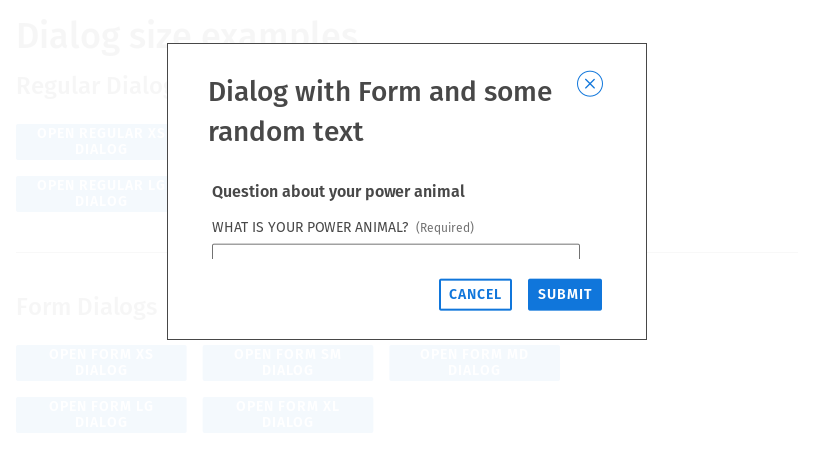 Dialog size examples
Regular Dialog
OPEN REGULAR XS
DIALOG
OPEN REGULAR LG
DIALOG
Dialog with Form and some
random text
Question about your power animal
WHAT IS YOUR POWER ANIMAL? (Required)
CANCEL SUBMIT
Form Dialogs
OPEN FORM XS
DIALOG
OPEN FORM SM
DIALOG
OPEN FORM MD
DIALOG
OPEN FORM LG
DIALOG
OPEN FORM XL
DIALOG